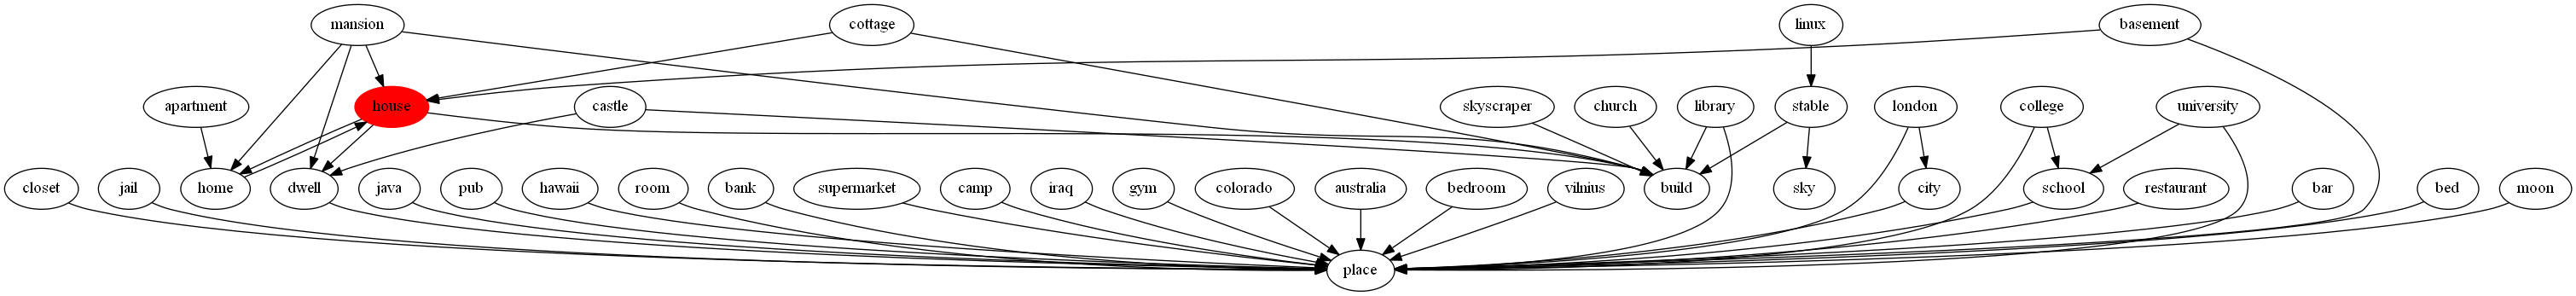 mansion
cottage
linux
basement
apartment
house
castle
skyscraper
church
library
stable
london
college
university
closet
jail
home
dwell
java
pub
hawaii
room
bank
supermarket
camp
iraq
gym
colorado
australia
bedroom
vilnius
build
sky
city
school
restaurant
bar
bed
moon
place